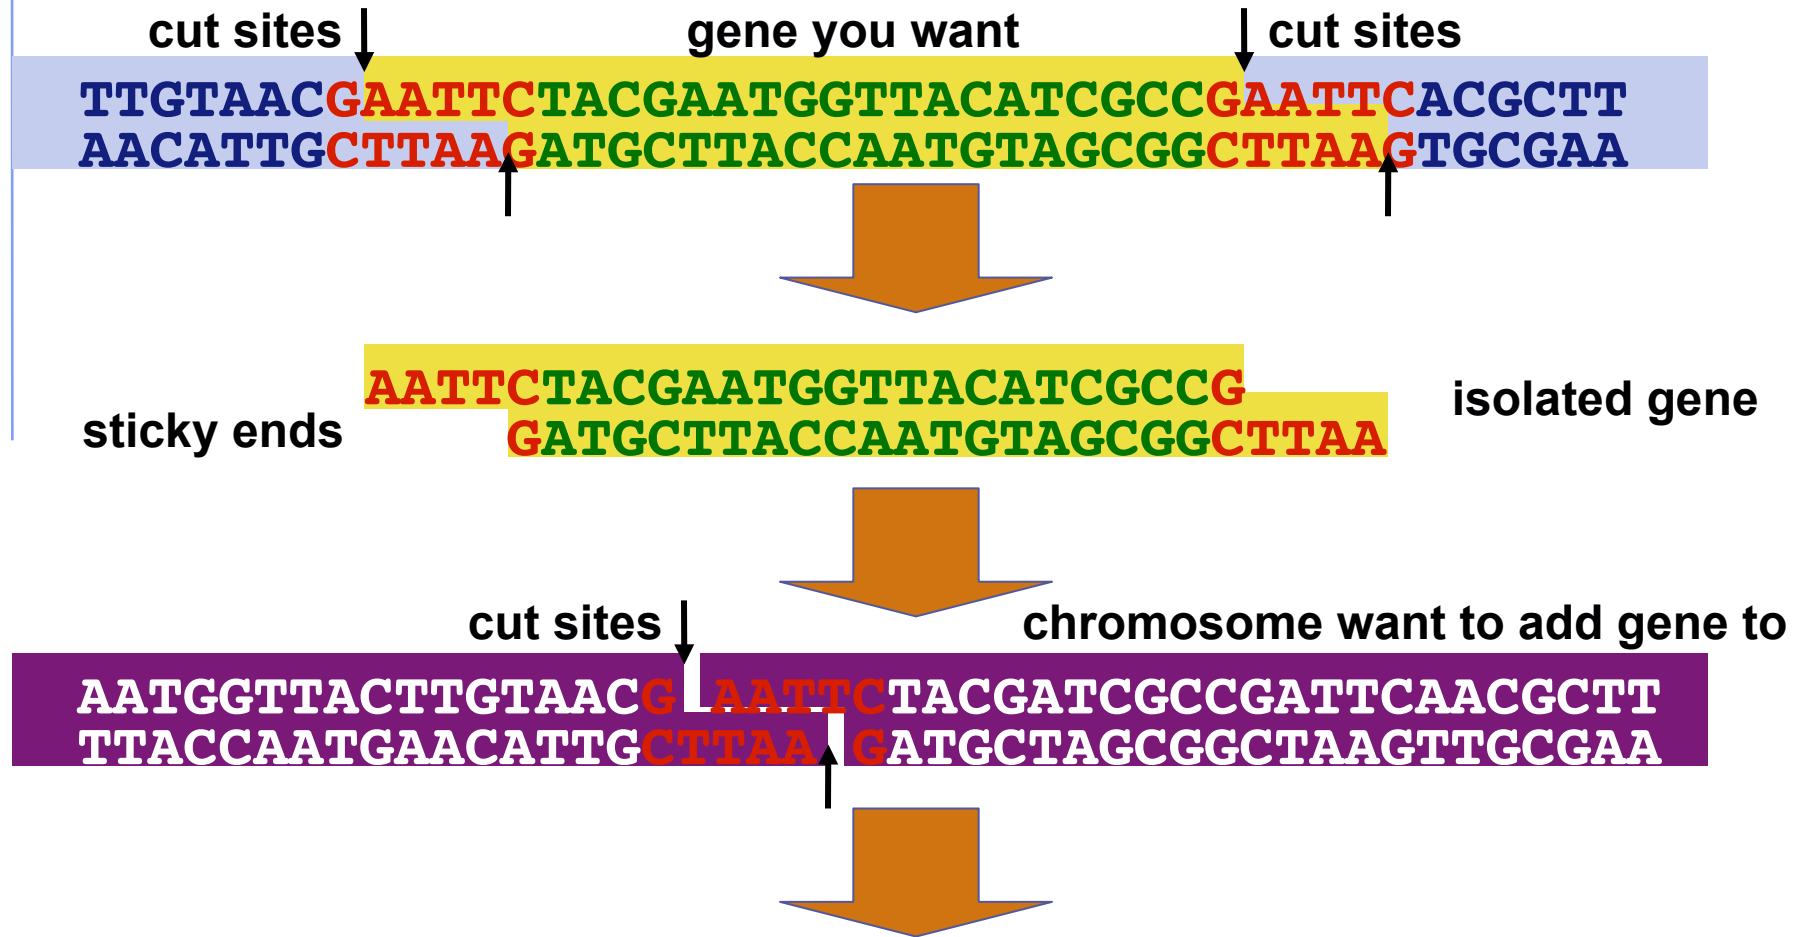 cut sites gene you want cut sites
TTGTAACGAATTCTACGAATGGTTACATCGCCGAATTCACGCTT
AACATTGCTTAAGATGCTTACCAATGTAGCGGCTTAAGTGCGAA
AATTCTACGAATGGTTACATCGCCG
isolated gene
sticky ends
GATGCTTACCAATGTAGCGGCTTAA
cut sites chromosome want to add gene to
AATGGTTACTTGTAACG AATTCTACGATCGCCGATTCAACGCTT
TTACCAATGAACATTGCTTAA GATGCTAGCGGCTAAGTTGCGAA